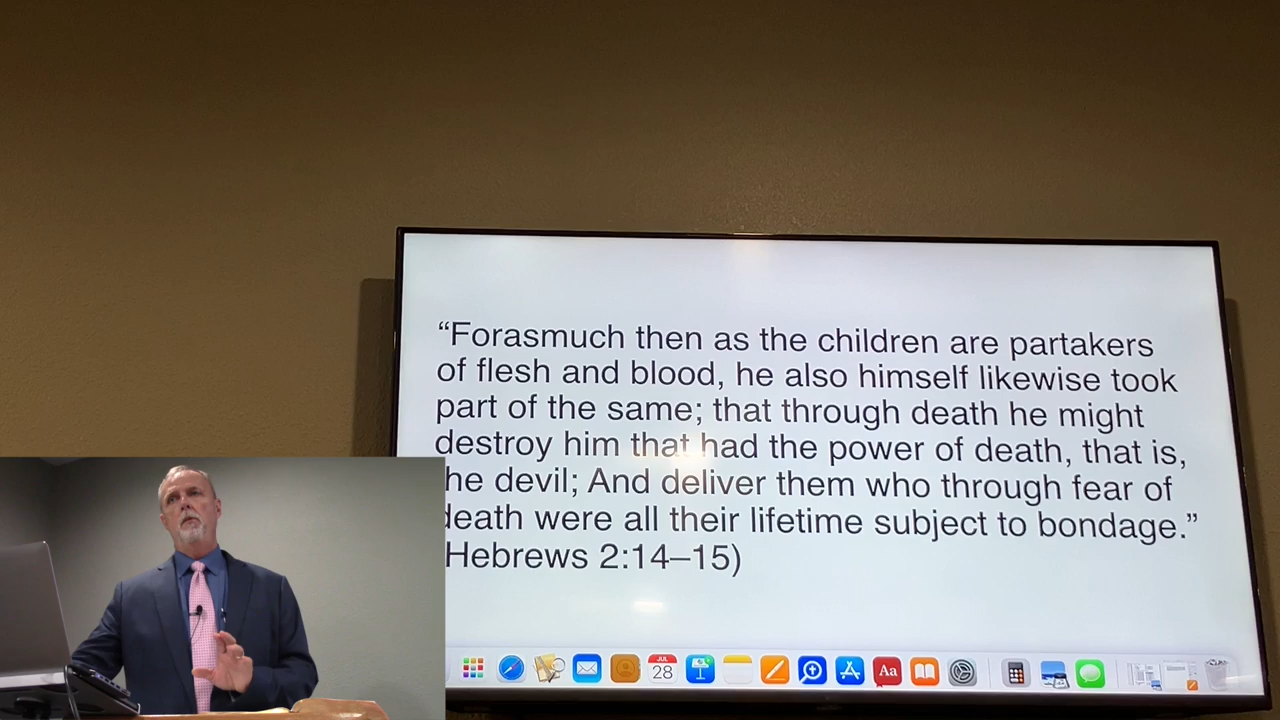 “Forasmuch then as the children are partakers
of flesh and blood, he also himself likewise took
part of the same; that through death he might
destroy him that had the power of death, that is,
he devil; And deliver them who through fear of
death were all their lifetime subject to bondage.”
Hebrews 2:14–15)
JUL
28
Aa